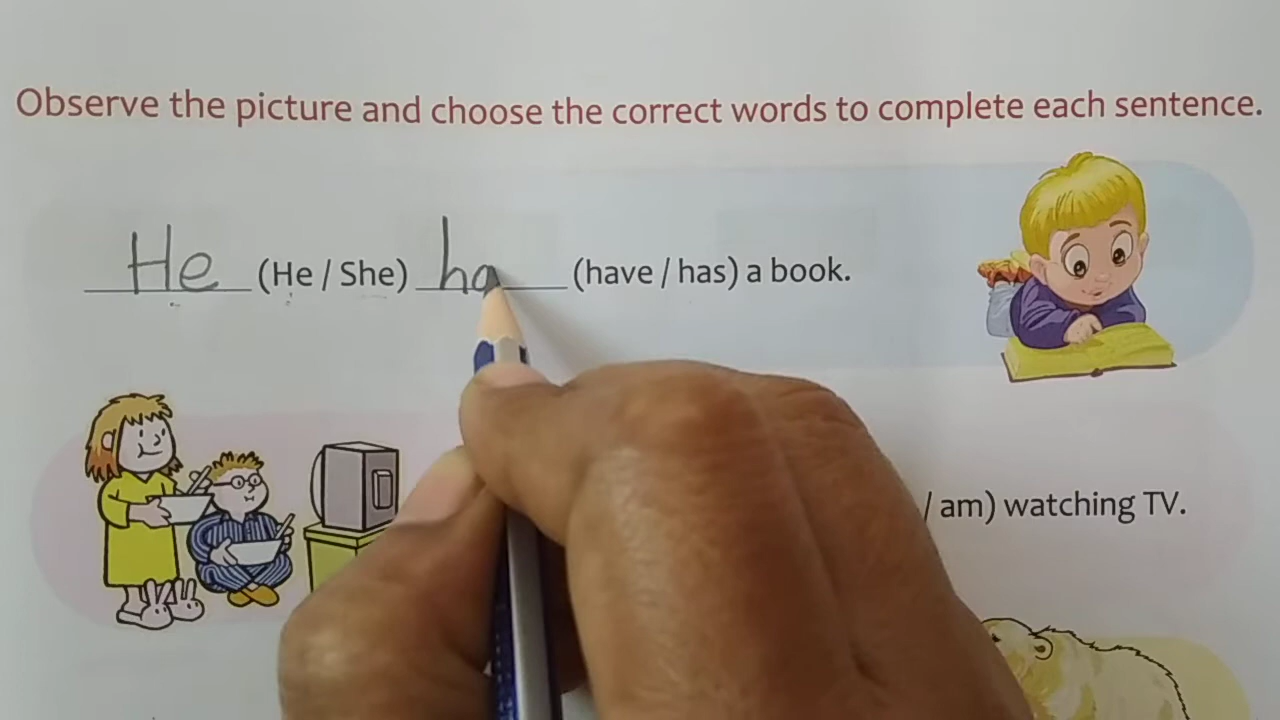 Observe the picture and choose the correct words to complete each sentence.
He (He / She) ha (have / has) a book.
/ am) watching TV.